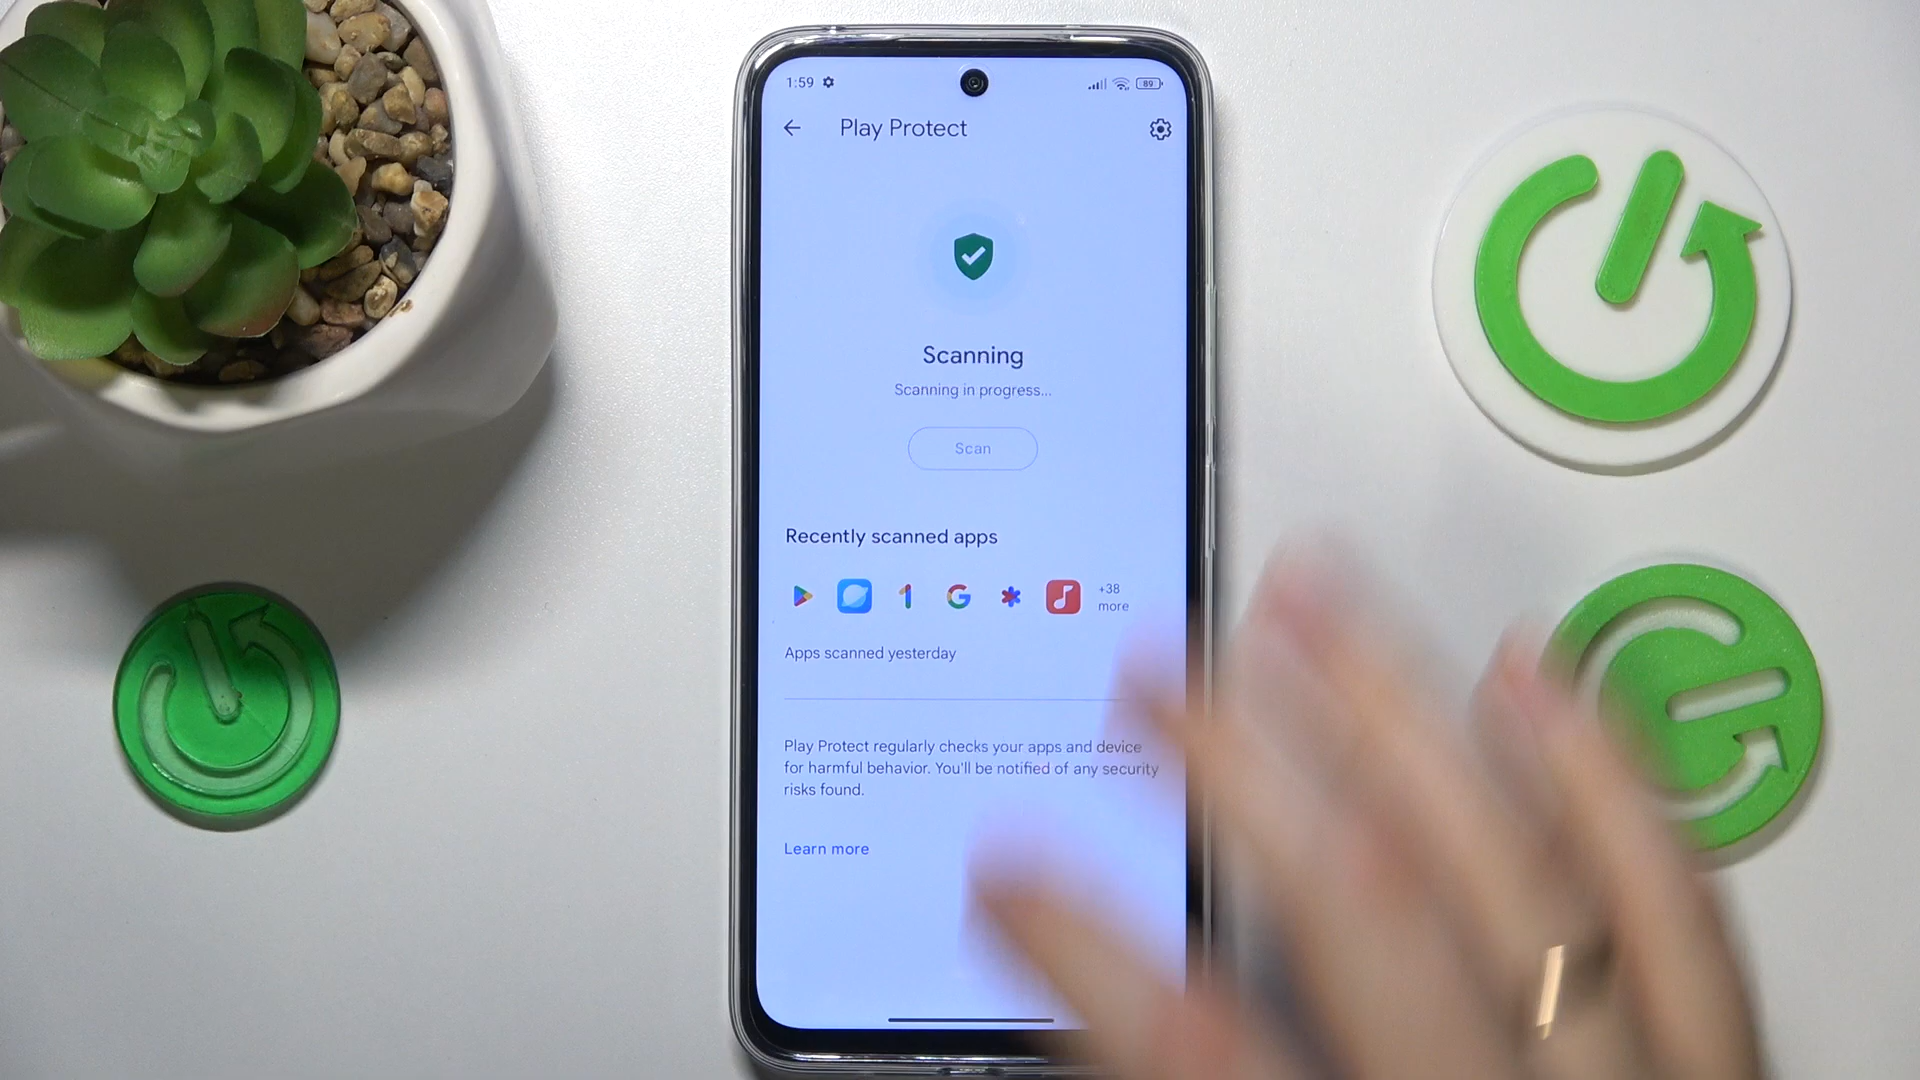 1:59
89
Play Protect
Scanning
Scanning in progress...
Scan
Recently scanned apps
+38
more
Apps scanned yesterday
Play Protect regularly checks your apps and device
for harmful behavior. You'll be notified of any security
risks found.
Learn more